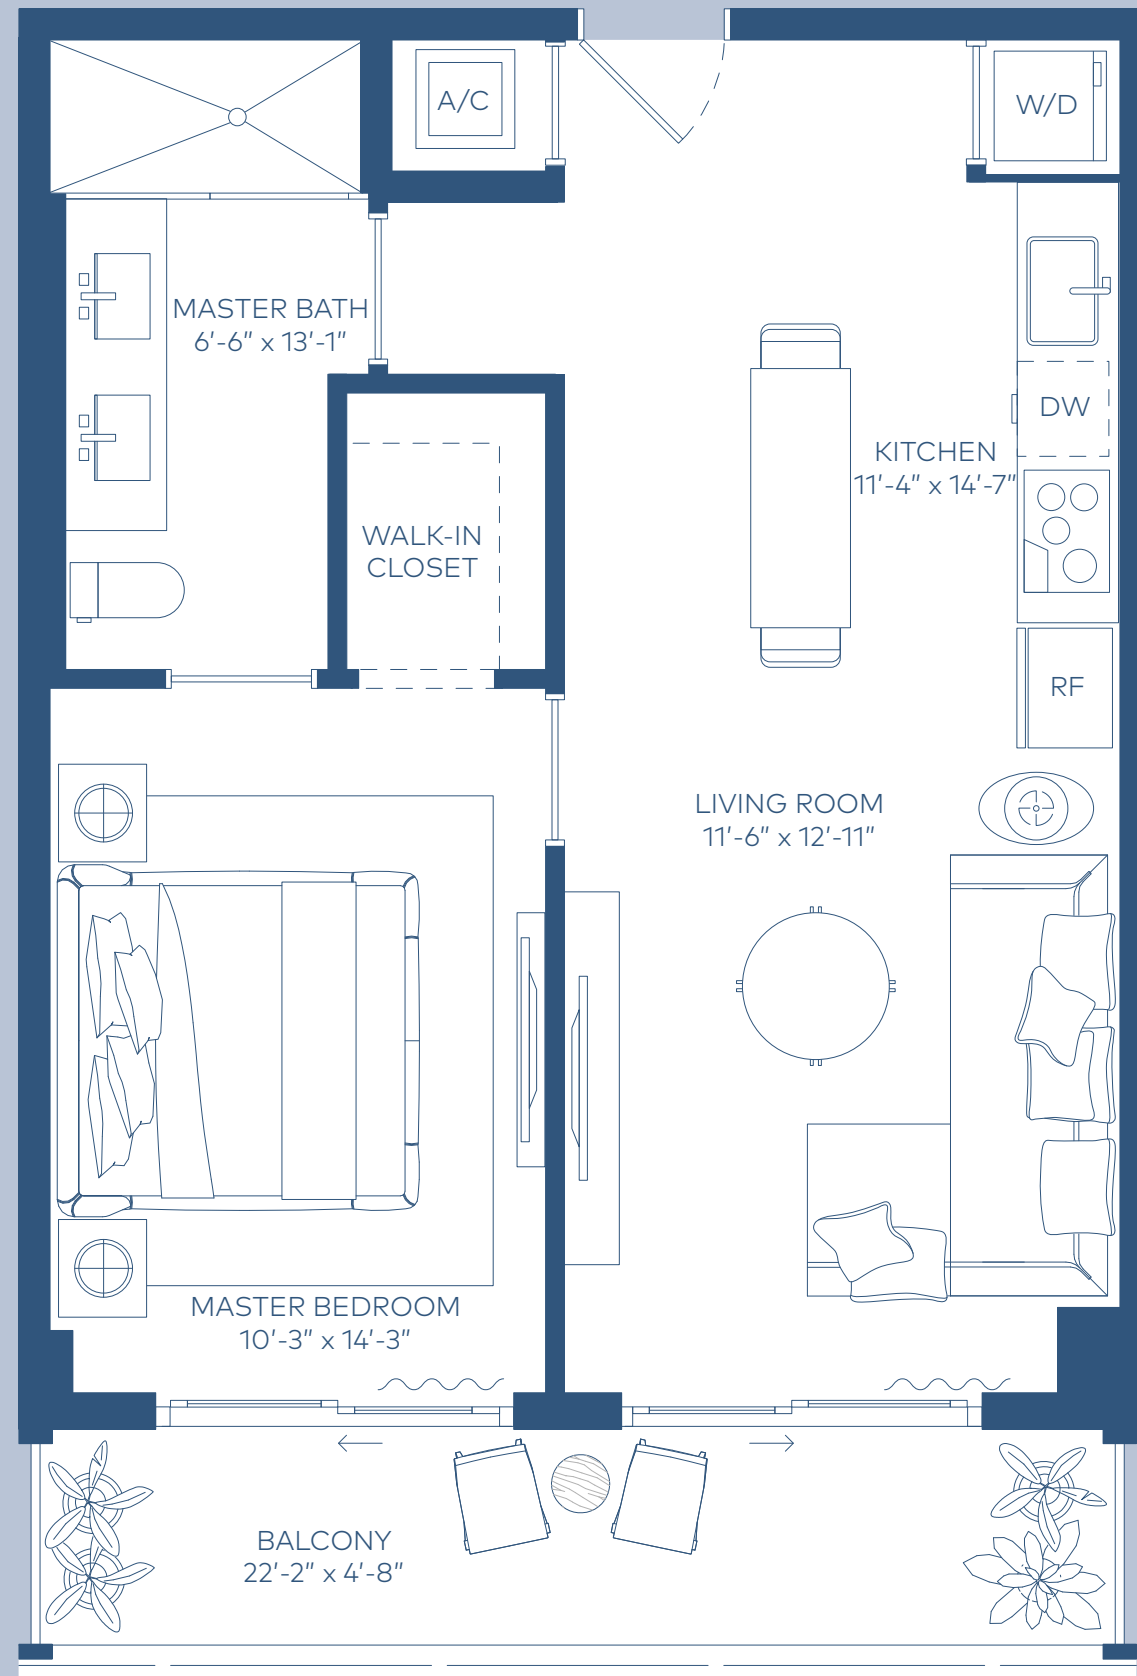 A/C
W/D
MASTER BATH
6'-6" x 13'-1"
DW
KITCHEN
11'-4" x 14'-7"
WALK-IN
CLOSET
RF
LIVING ROOM
11'-6" x 12'-11"
MASTER BEDROOM
10'-3" x 14'-3"
BALCONY
22'-2" x 4'-8"